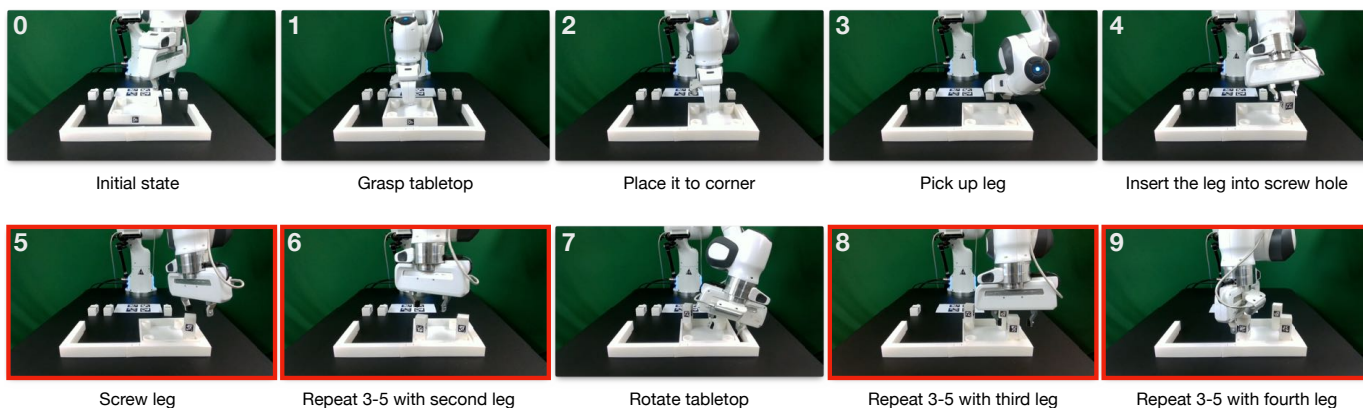 0 1 2 3 4
Initial state Grasp tabletop Place it to corner Pick up leg Insert the leg into screw hole
5 6 7 8 9
Screw leg Repeat 3-5 with second leg Rotate tabletop Repeat 3-5 with third leg Repeat 3-5 with fourth leg